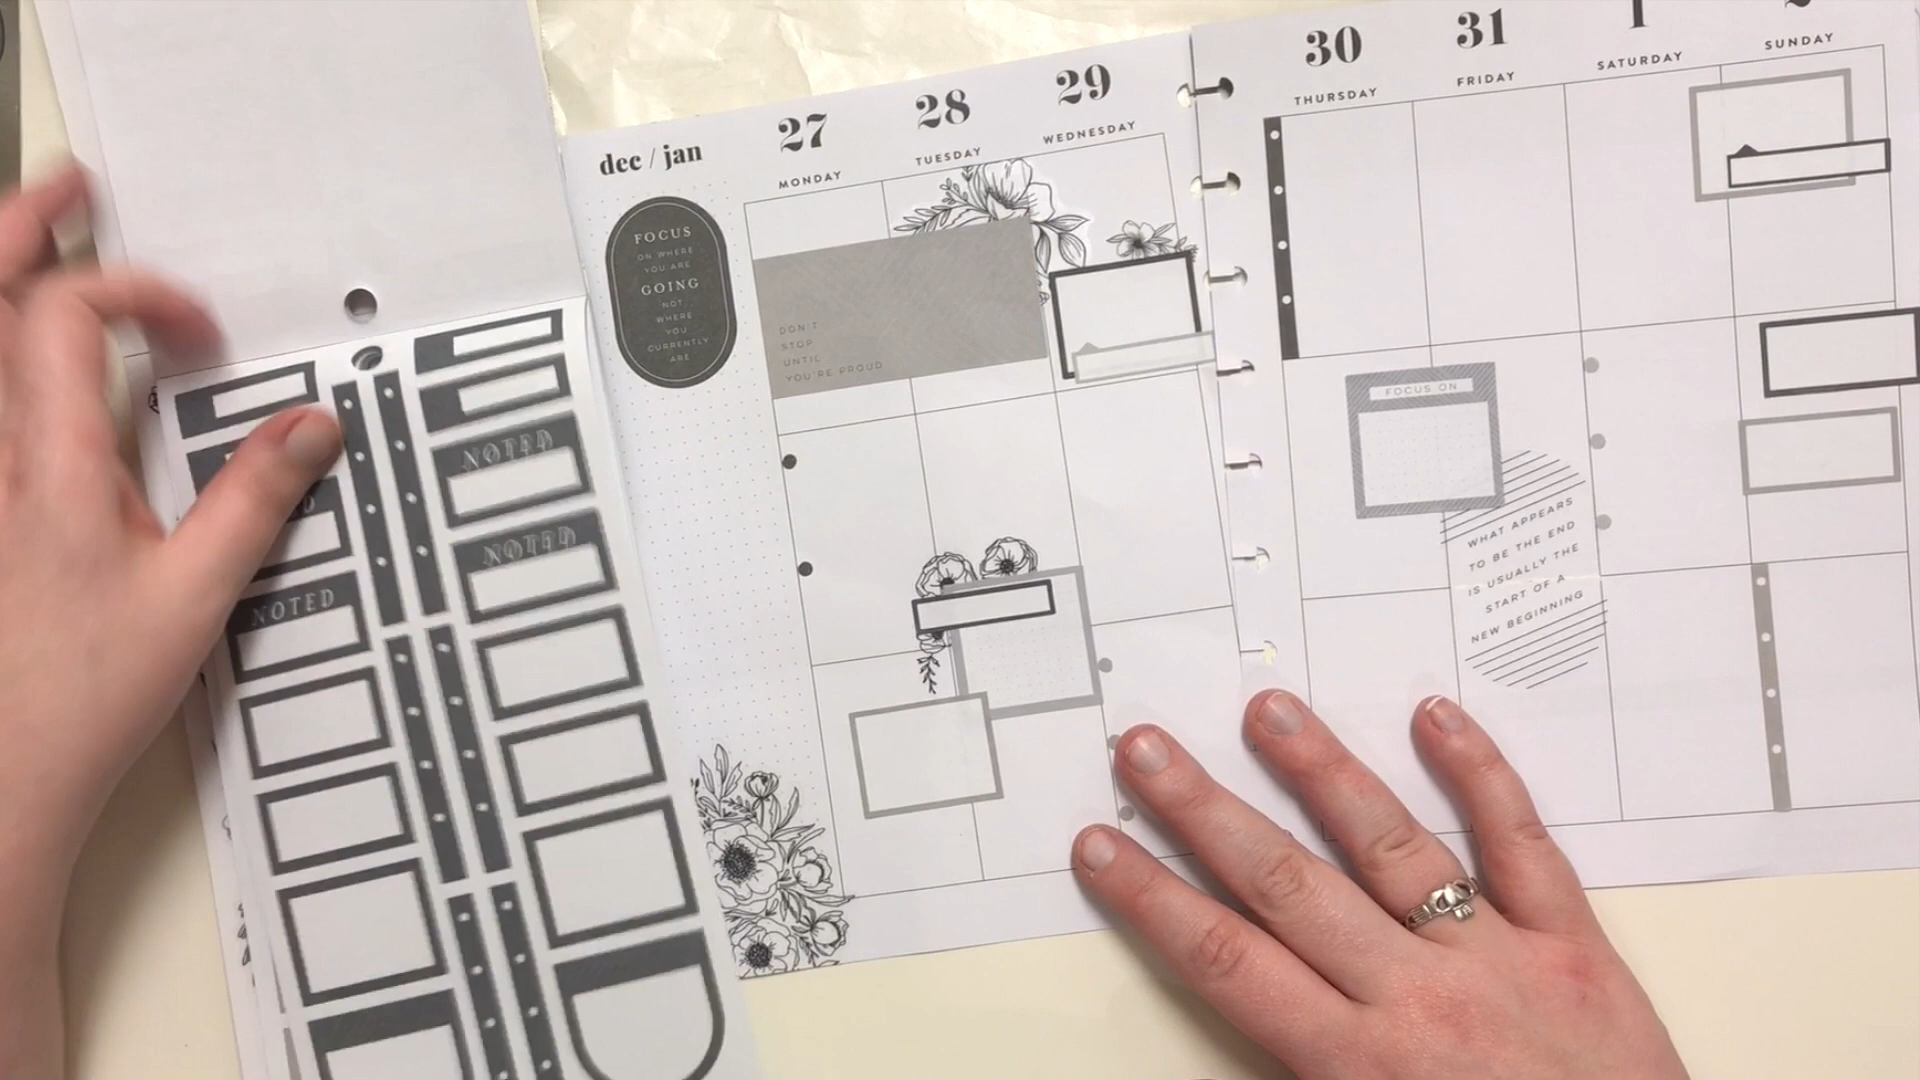 dec / jan
27
MONDAY
28
TUESDAY
29
WEDNESDAY
30
THURSDAY
31
FRIDAY
1
SATURDAY
SUNDAY
FOCUS
ON WHERE
YOU ARE
GOING
NOT
WHERE
YOU
CURRENTLY
ARE
DON'T
STOP
UNTIL
YOU'RE PROUD
FOCUS ON
WHAT APPEARS
TO BE THE END
IS USUALLY THE
START OF A
NEW BEGINNING
NOTED
NOTED
NOTED